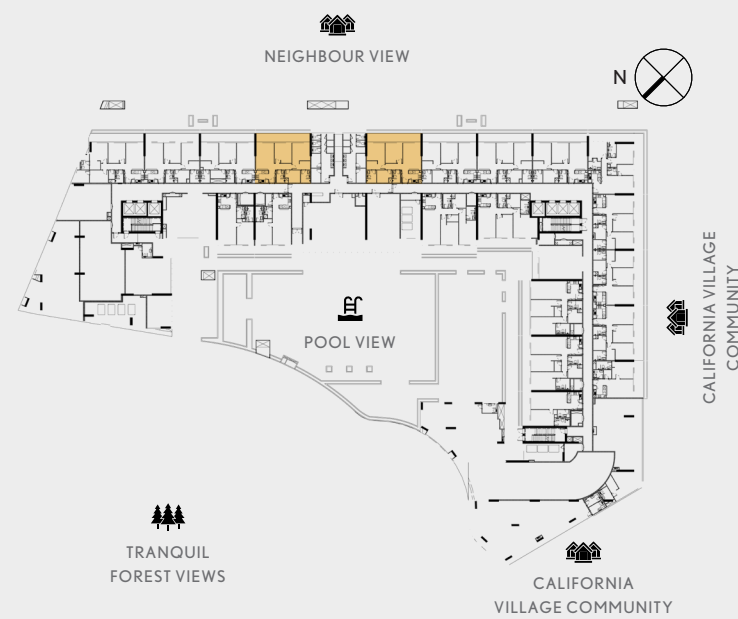 NEIGHBOUR VIEW
N
POOL VIEW
CALIFORNIA VILLAGE
COMMUNITY
TRANQUIL
FOREST VIEWS
CALIFORNIA
VILLAGE COMMUNITY